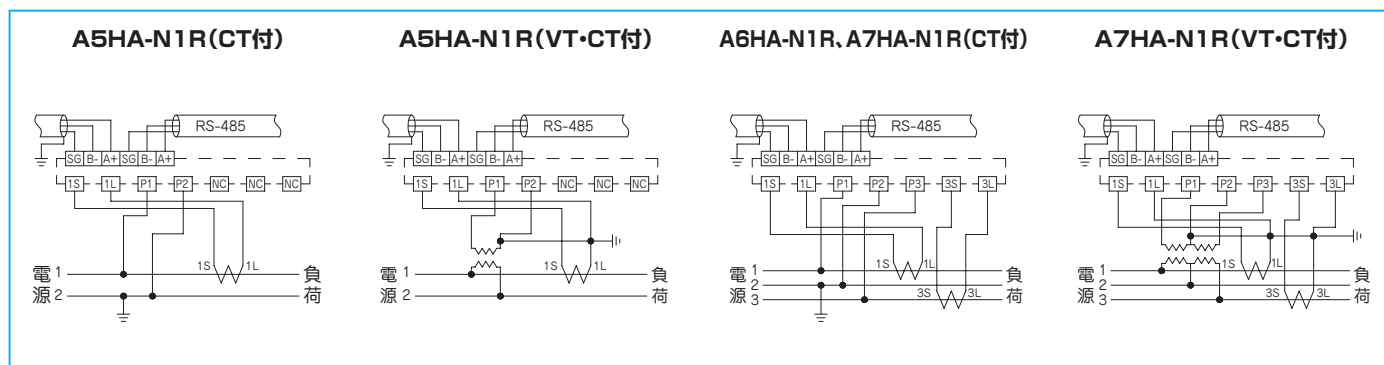 A5HA-N1R(CT付)
RS-485
SG B- A+ SG B- A+
1S 1L P1 P2 NC NC NC
1S 1L
電 1 負
源 2 荷
A5HA-N1R(VT・CT付)
RS-485
SG B- A+ SG B- A+
1S 1L P1 P2 NC NC NC
1S 1L
電 1 負
源 2 荷
A6HA-N1R、A7HA-N1R(CT付)
RS-485
SG B- A+ SG B- A+
1S 1L P1 P2 P3 3S 3L
1S 1L
電 1 負
2
源 3 荷
3S 3L
A7HA-N1R(VT・CT付)
RS-485
SG B- A+ SG B- A+
1S 1L P1 P2 P3 3S 3L
1S 1L
電 1 負
2
源 3 荷
3S 3L